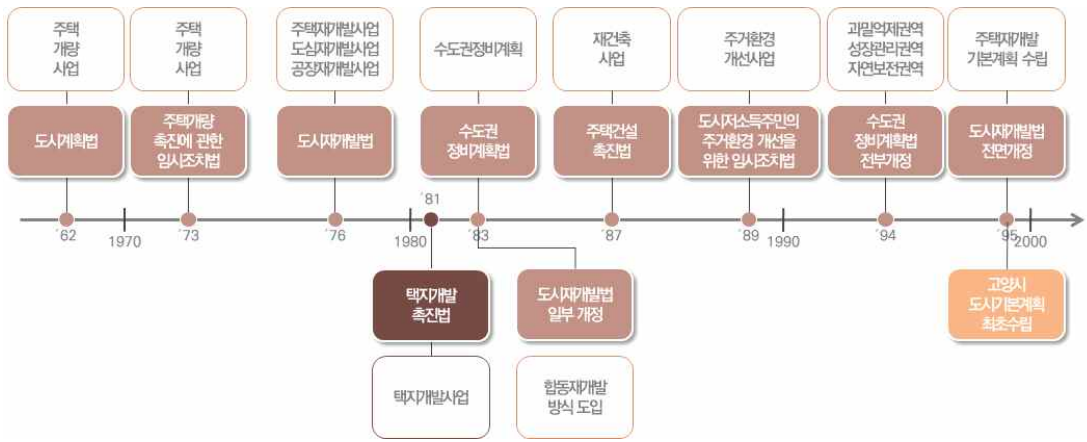 주택
개량
사업
주택
개량
사업
주택재개발사업
도심재개발사업
공장재개발사업
수도권정비계획
재건축
사업
주거환경
개선사업
과밀억제권역
성장관리권역
자연보전권역
주택재개발
기본계획 수립
도시계획법
주택개량
촉진에 관한
임시조치법
도시재개발법
수도권
정비계획법
주택건설
촉진법
도시저소득주민의
주거환경 개선을
위한 임시조치법
수도권
정비계획법
전부개정
도시재개발법
전면개정
´81
´62
1970
´73
´76
1980
´83
´87
´89
1990
´94
´95
2000
택지개발
촉진법
도시재개발법
일부 개정
고양시
도시기본계획
최초수립
택지개발사업
합동재개발
방식 도입